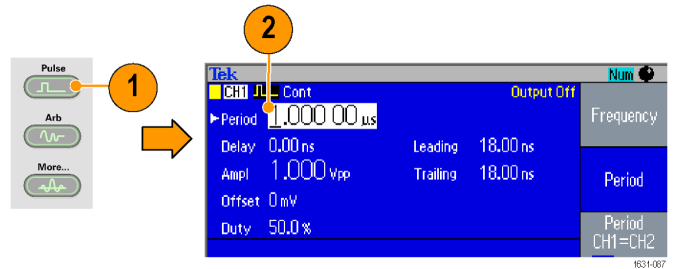 Pulse
1
Arb
More...
2
Tek
Num
CH1 Cont
Output Off
Period 1.000 00 µs
Delay 0.00 ns
Leading 18.00 ns
Ampl 1.000 Vpp
Trailing 18.00 ns
Offset 0 mV
Duty 50.0 %
Frequency
Period
Period
CH1=CH2
1631-087